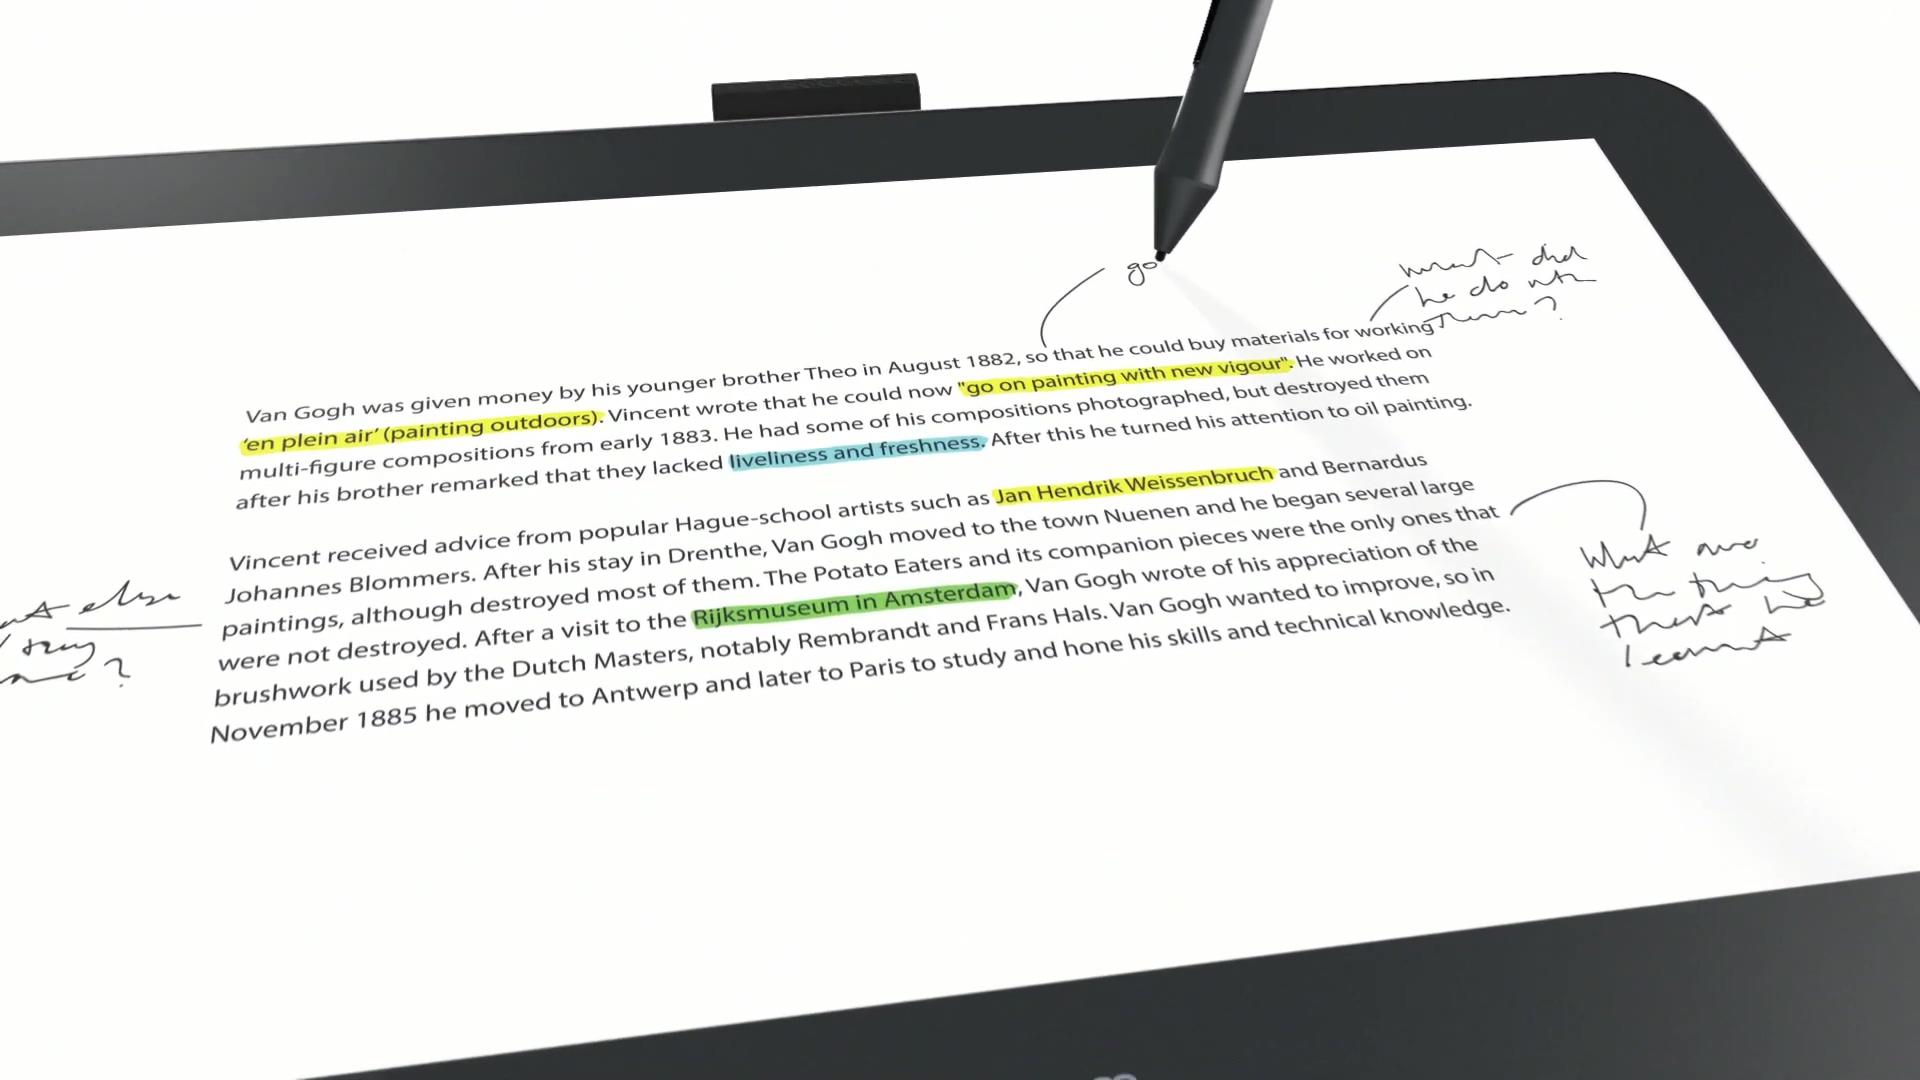 go
what did
he do with
them?
Van Gogh was given money by his younger brother Theo in August 1882, so that he could buy materials for working
'en plein air' (painting outdoors). Vincent wrote that he could now "go on painting with new vigour". He worked on
multi-figure compositions from early 1883. He had some of his compositions photographed, but destroyed them
after his brother remarked that they lacked liveliness and freshness. After this he turned his attention to oil painting.
Vincent received advice from popular Hague-school artists such as Jan Hendrik Weissenbruch and Bernardus
Johannes Blommers. After his stay in Drenthe, Van Gogh moved to the town Nuenen and he began several large
paintings, although destroyed most of them. The Potato Eaters and its companion pieces were the only ones that
were not destroyed. After a visit to the Rijksmuseum in Amsterdam, Van Gogh wrote of his appreciation of the
brushwork used by the Dutch Masters, notably Rembrandt and Frans Hals. Van Gogh wanted to improve, so in
November 1885 he moved to Antwerp and later to Paris to study and hone his skills and technical knowledge.
What are
the things
that he
learnt
else
?